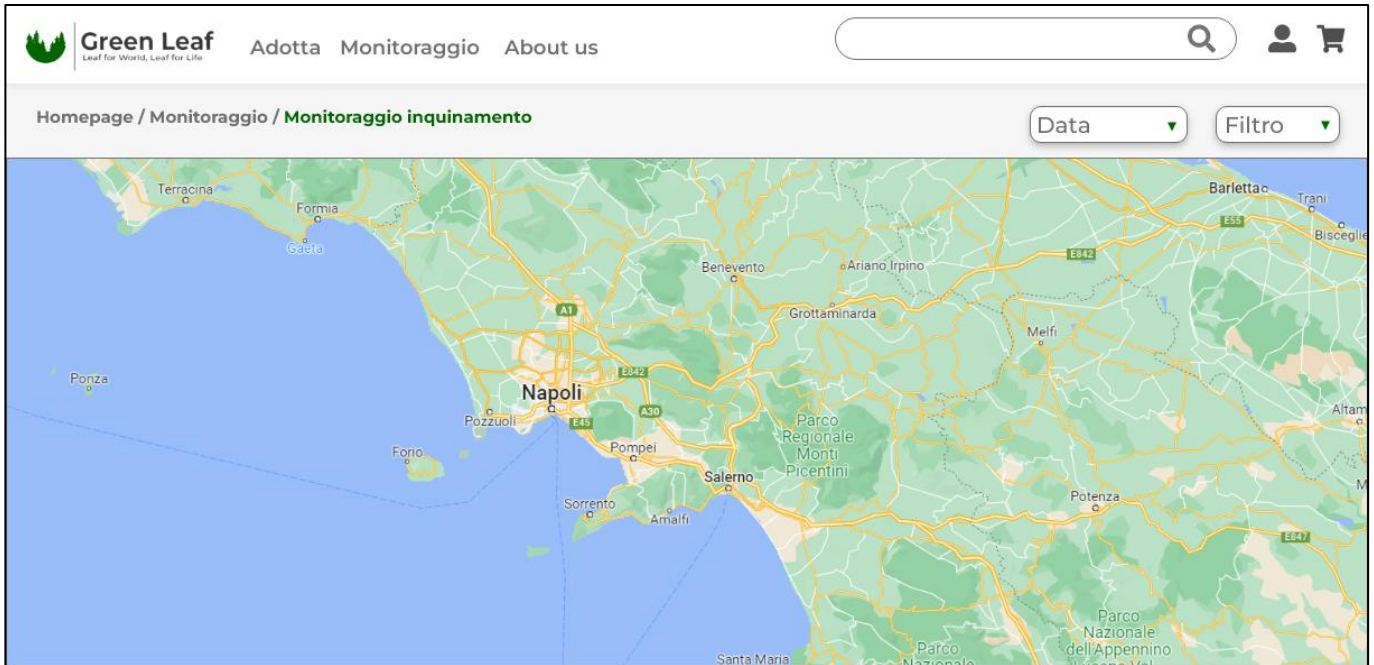 Green Leaf
Leaf for World, Leaf for Life
Adotta Monitoraggio About us
Homepage / Monitoraggio / Monitoraggio inquinamento
Data
Filtro
Terracina
Formia
Gaeta
Barletta
Trani
E55
Bisceglie
E842
Benevento
Ariano Irpino
A1
Grottaminarda
Melfi
Ponza
E842
Napoli
A30
Altam
Pozzuoli
E45
Parco
Regionale
Monti
Picentini
Forio
Pompei
Salerno
M
Potenza
Sorrento
Amalfi
E847
Parco
Nazionale
dell'Appennino
Santa Maria
Parco
Nazionale